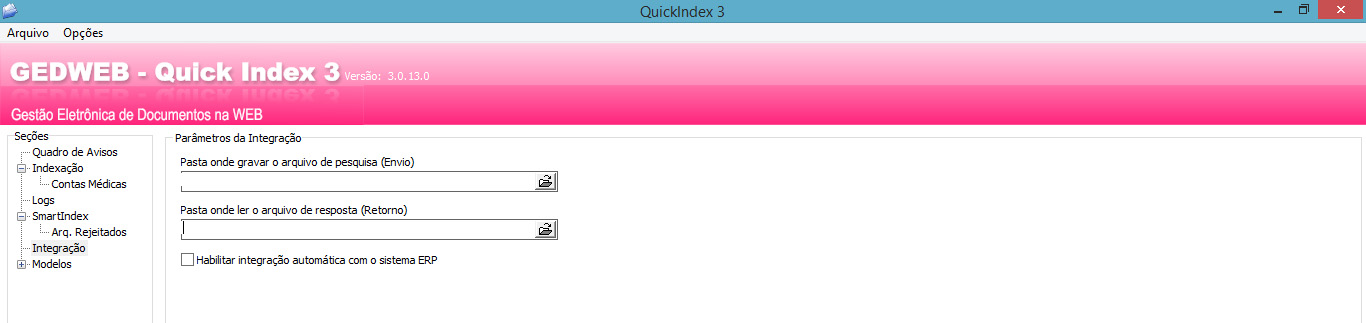 QuickIndex 3
Arquivo Opções
GEDWEB - Quick Index 3 Versão: 3.0.13.0
Gestão Eletrônica de Documentos na WEB
Seções
Quadro de Avisos
Indexação
Contas Médicas
Logs
SmartIndex
Arq. Rejeitados
Integração
Modelos
Parâmetros da Integração
Pasta onde gravar o arquivo de pesquisa (Envio)
Pasta onde ler o arquivo de resposta (Retorno)
Habilitar integração automática com o sistema ERP